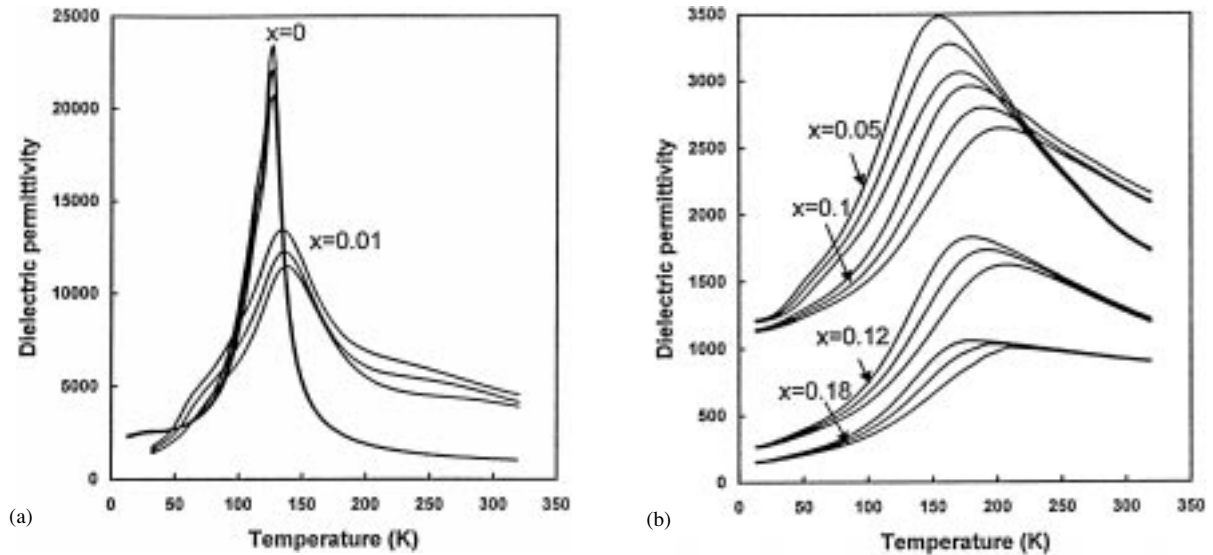 25000
20000
15000
10000
5000
0
0 50 100 150 200 250 300 350
Dielectric permittivity
Temperature (K)
x=0
x=0.01
(a)
3500
3000
2500
2000
1500
1000
500
0
0 50 100 150 200 250 300 350
Dielectric permittivity
Temperature (K)
x=0.05
x=0.1
x=0.12
x=0.18
(b)